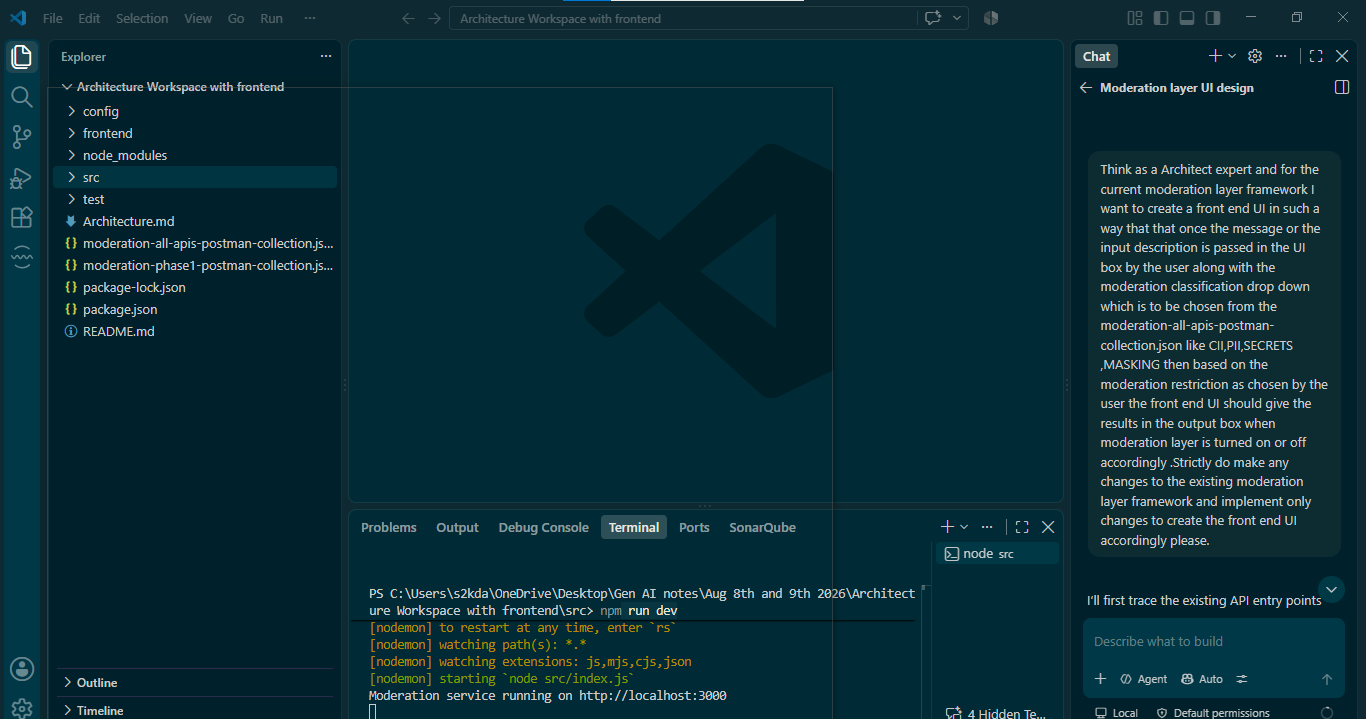 File Edit Selection View Go Run ···
Architecture Workspace with frontend
Explorer
Architecture Workspace with frontend
config
frontend
node_modules
src
test
Architecture.md
{} moderation-all-apis-postman-collection.js...
{} moderation-phase1-postman-collection.js...
{} package-lock.json
{} package.json
README.md
Outline
Timeline
Problems Output Debug Console Terminal Ports SonarQube
node src
PS C:\Users\s2kda\OneDrive\Desktop\Gen AI notes\Aug 8th and 9th 2026\Architect
ure Workspace with frontend\src> npm run dev
[nodemon] to restart at any time, enter `rs`
[nodemon] watching path(s): *.*
[nodemon] watching extensions: js,mjs,cjs,json
[nodemon] starting `node src/index.js`
Moderation service running on http://localhost:3000
4 Hidden Te...
Chat
Moderation layer UI design
Think as a Architect expert and for the
current moderation layer framework I
want to create a front end UI in such a
way that that once the message or the
input description is passed in the UI
box by the user along with the
moderation classification drop down
which is to be chosen from the
moderation-all-apis-postman-
collection.json like CII,PII,SECRETS
,MASKING then based on the
moderation restriction as chosen by the
user the front end UI should give the
results in the output box when
moderation layer is turned on or off
accordingly .Strictly do make any
changes to the existing moderation
layer framework and implement only
changes to create the front end UI
accordingly please.
I'll first trace the existing API entry points
Describe what to build
Agent Auto
Local Default permissions